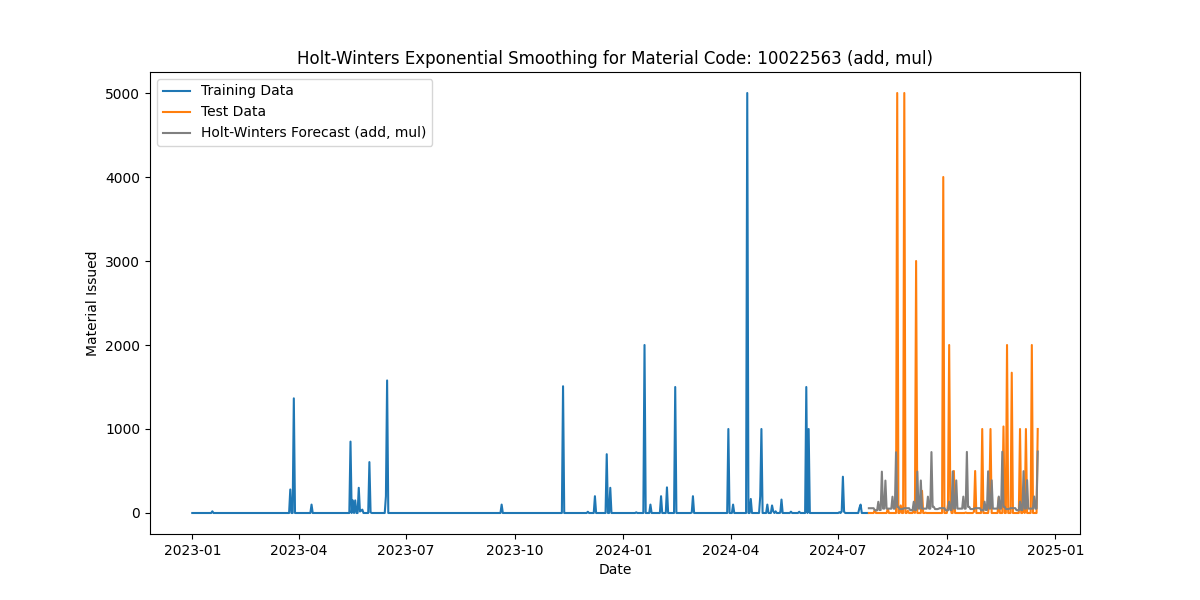 Holt-Winters Exponential Smoothing for Material Code: 10022563 (add, mul)
Training Data
Test Data
Holt-Winters Forecast (add, mul)
Material Issued
5000
4000
3000
2000
1000
0
2023-01
2023-04
2023-07
2023-10
2024-01
2024-04
2024-07
2024-10
2025-01
Date